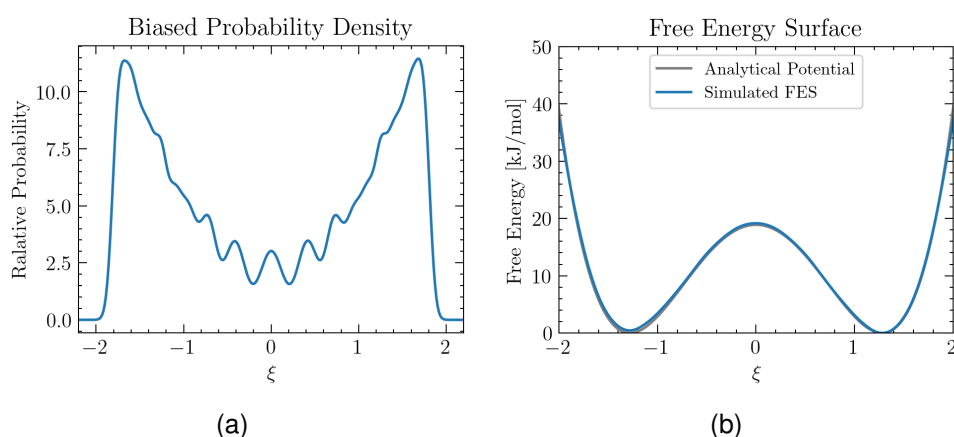 Biased Probability Density
Ralative Probability
10.0
7.5
5.0
2.5
0.0
−2
−1
0
1
2
ξ
(a)
Free Energy Surface
Free Energy [kJ/mol]
50
40
30
20
10
0
Analytical Potential
Simulated FES
−2
−1
0
1
2
ξ
(b)